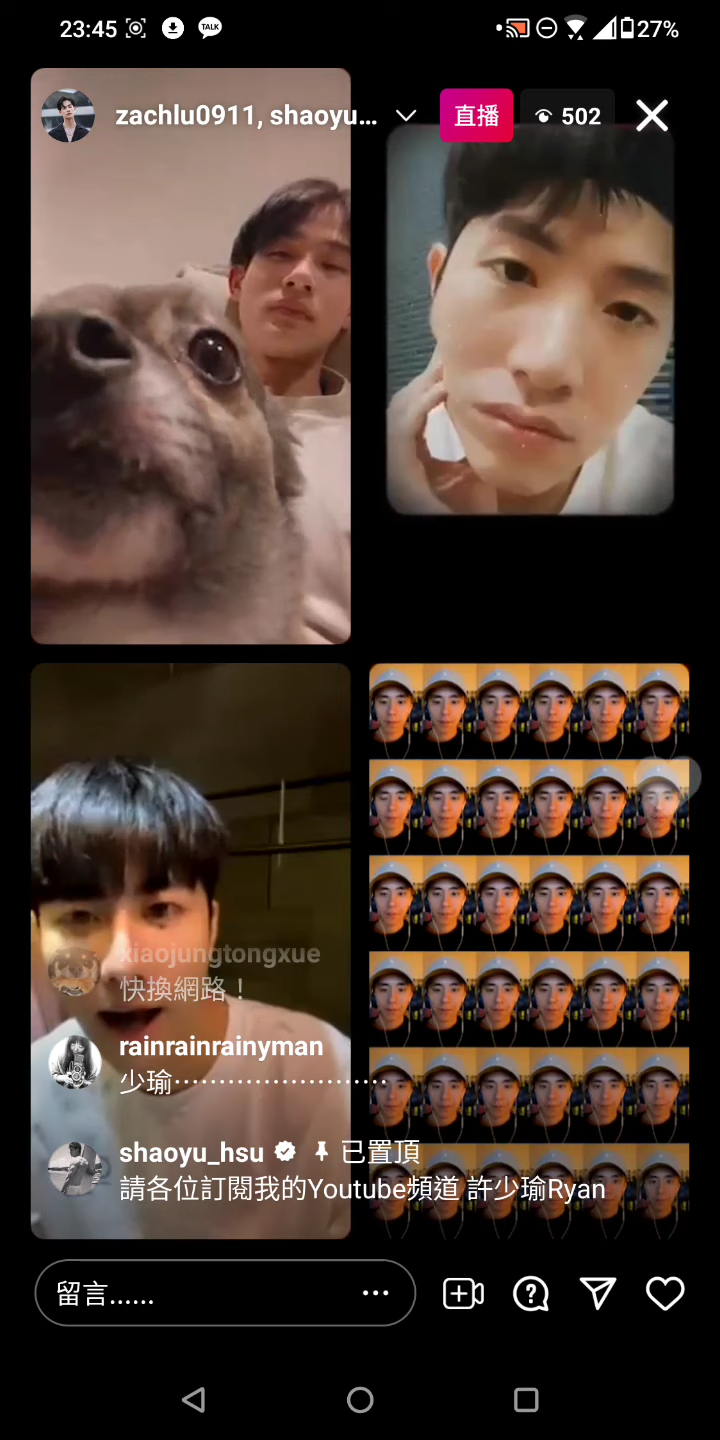 23:45
TALK
27%
zachlu0911, shaoyu...
直播
502
xiaojungtongxue
快換網路！
rainrainrainyman
少瑜························
shaoyu_hsu 已置頂
請各位訂閱我的Youtube頻道 許少瑜Ryan
留言......